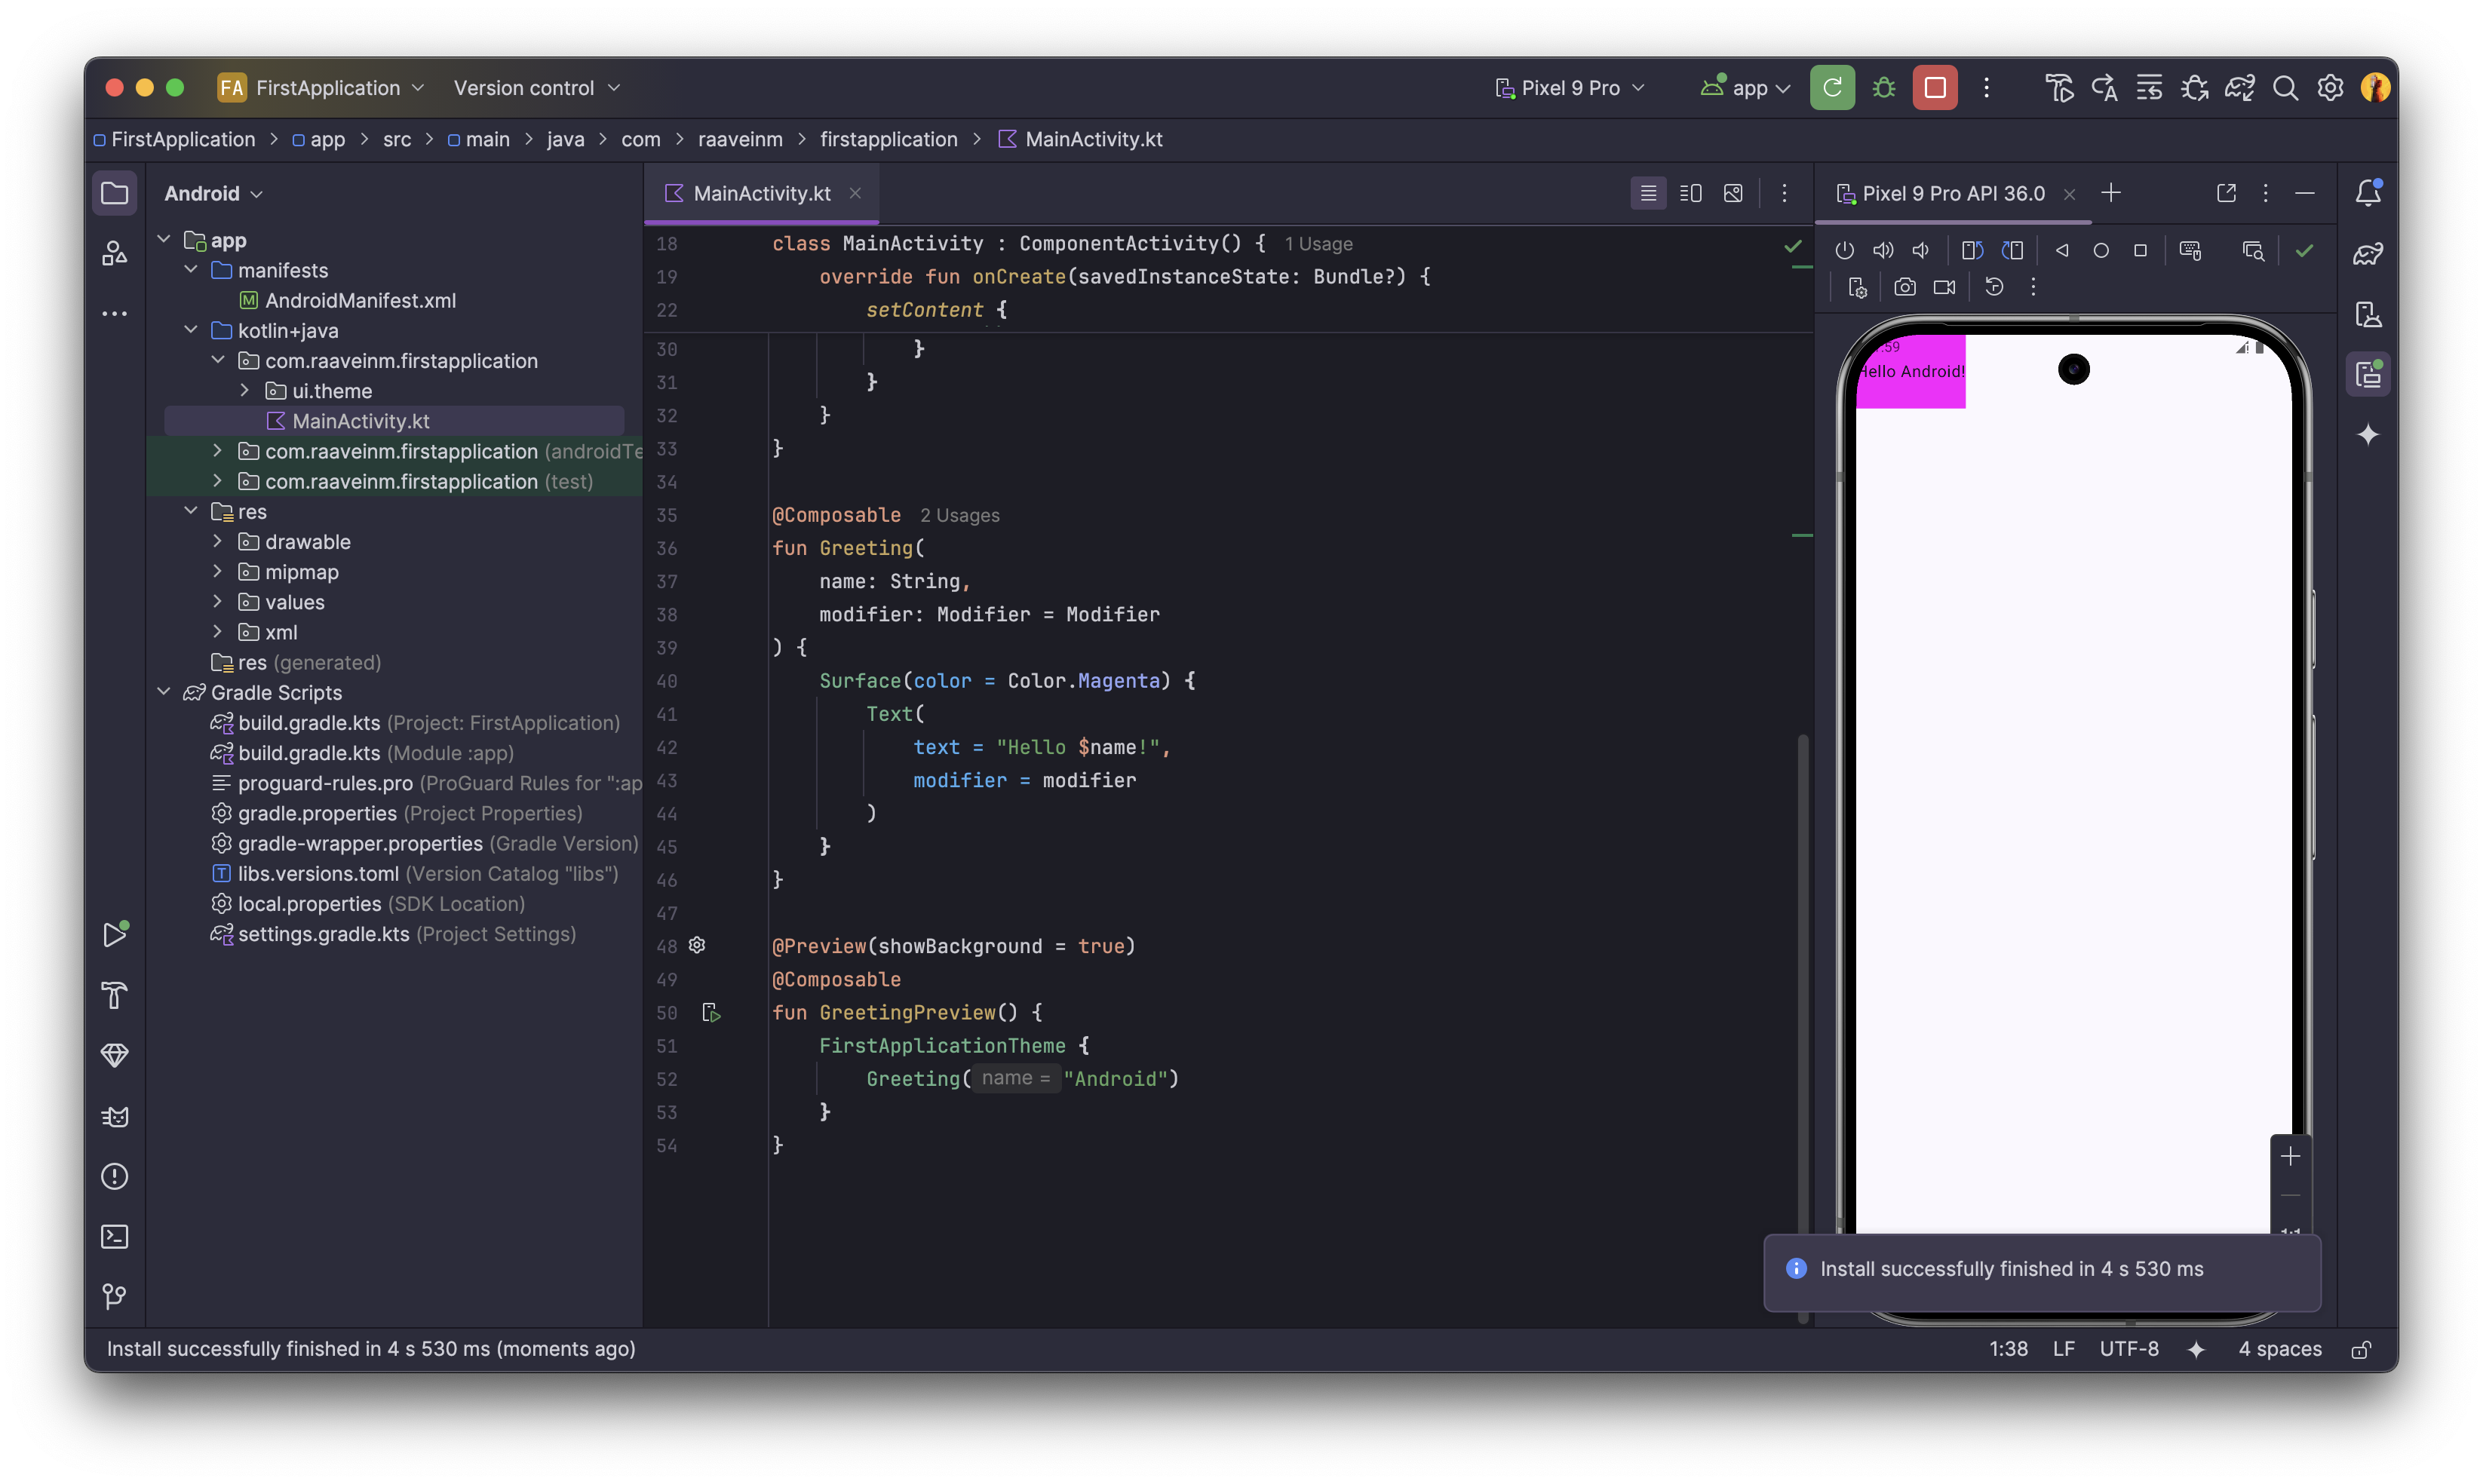 FA FirstApplication Version control Pixel 9 Pro app
FirstApplication > app > src > main > java > com > raaveinm > firstapplication > MainActivity.kt
Android
app
manifests
AndroidManifest.xml
kotlin+java
com.raaveinm.firstapplication
ui.theme
MainActivity.kt
com.raaveinm.firstapplication (androidTe
com.raaveinm.firstapplication (test)
res
drawable
mipmap
values
xml
res (generated)
Gradle Scripts
build.gradle.kts (Project: FirstApplication)
build.gradle.kts (Module :app)
proguard-rules.pro (ProGuard Rules for ":ap
gradle.properties (Project Properties)
gradle-wrapper.properties (Gradle Version)
libs.versions.toml (Version Catalog "libs")
local.properties (SDK Location)
settings.gradle.kts (Project Settings)
MainActivity.kt
18 class MainActivity : ComponentActivity() { 1 Usage
19 override fun onCreate(savedInstanceState: Bundle?) {
22 setContent {
30 }
31 }
32 }
33 }
34
35 @Composable 2 Usages
36 fun Greeting(
37 name: String,
38 modifier: Modifier = Modifier
39 ) {
40 Surface(color = Color.Magenta) {
41 Text(
42 text = "Hello $name!",
43 modifier = modifier
44 )
45 }
46 }
47
48 @Preview(showBackground = true)
49 @Composable
50 fun GreetingPreview() {
51 FirstApplicationTheme {
52 Greeting( name = "Android")
53 }
54 }
Pixel 9 Pro API 36.0
:59
Hello Android!
Install successfully finished in 4 s 530 ms
Install successfully finished in 4 s 530 ms (moments ago)
1:38 LF UTF-8 4 spaces